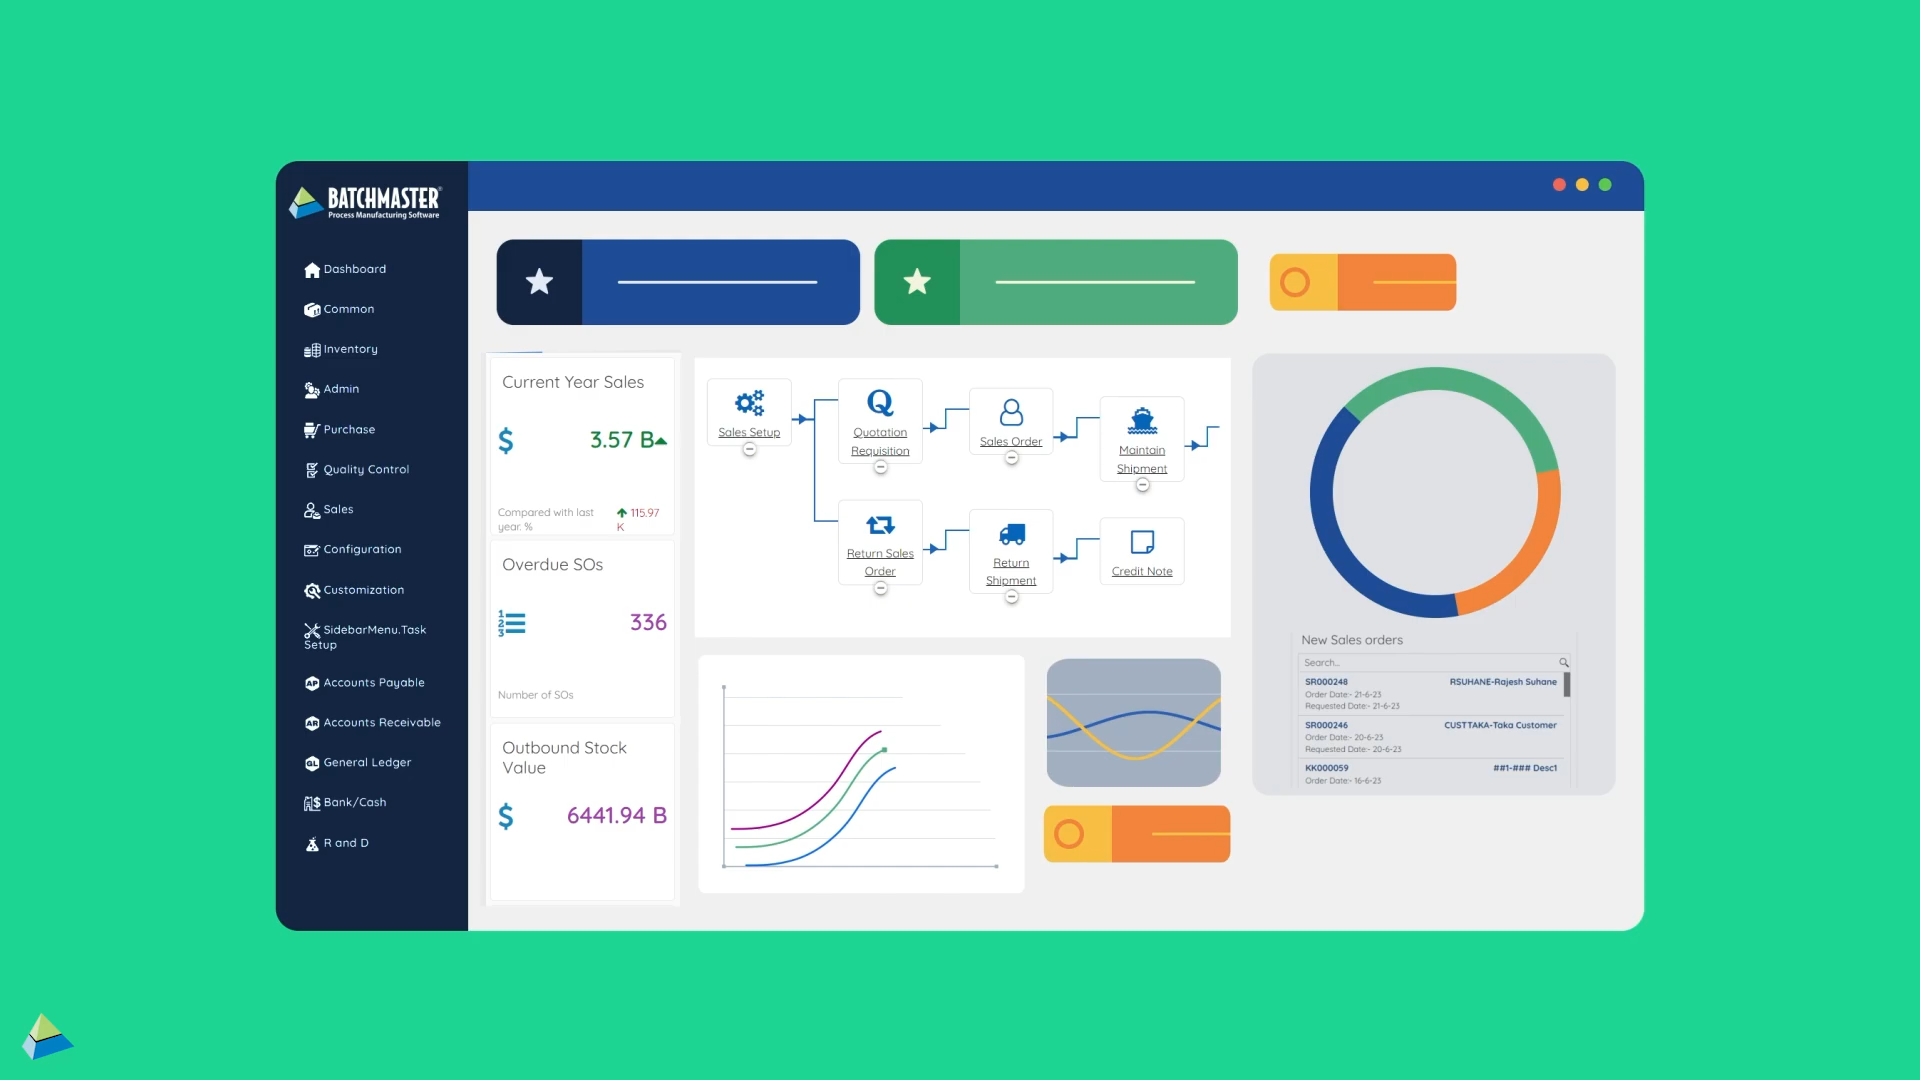 BATCHMASTER®
Process Manufacturing Software
Dashboard
Common
Inventory
Admin
Purchase
Quality Control
Sales
Configuration
Customization
SidebarMenu.Task
Setup
Accounts Payable
Accounts Receivable
General Ledger
Bank/Cash
R and D
Current Year Sales
$ 3.57 B
Compared with last
year. %
115.97
K
Overdue SOs
1
2
3
336
Number of SOs
Outbound Stock
Value
$ 6441.94 B
Sales Setup
Q
Quotation
Requisition
Sales Order
Maintain
Shipment
Return Sales
Order
Return
Shipment
Credit Note
New Sales orders
Search...
SR000248 RSUHANE-Rajesh Suhane
Order Date:- 21-6-23
Requested Date:- 21-6-23
SR000246 CUSTTAKA-Taka Customer
Order Date:- 20-6-23
Requested Date:- 20-6-23
KK000059 ##1-### Desc1
Order Date:- 16-6-23